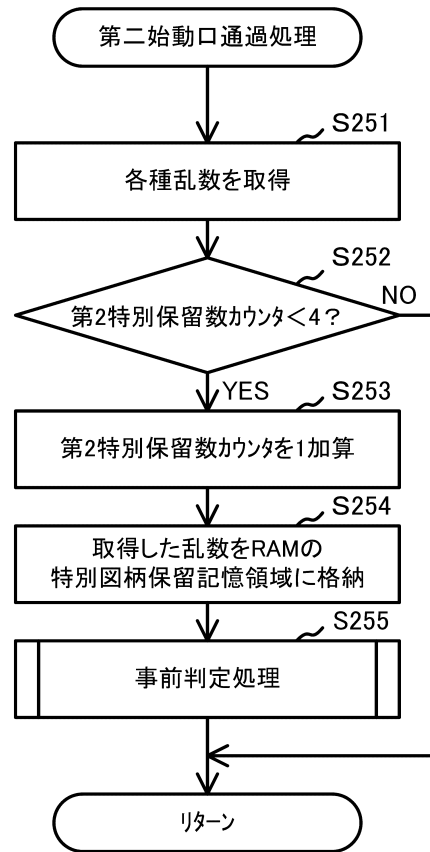 第二始動口通過処理
S251
各種乱数を取得
S252
第2特別保留数カウンタ<4?
NO
YES
S253
第2特別保留数カウンタを1加算
S254
取得した乱数をRAMの
特別図柄保留記憶領域に格納
S255
事前判定処理
リターン